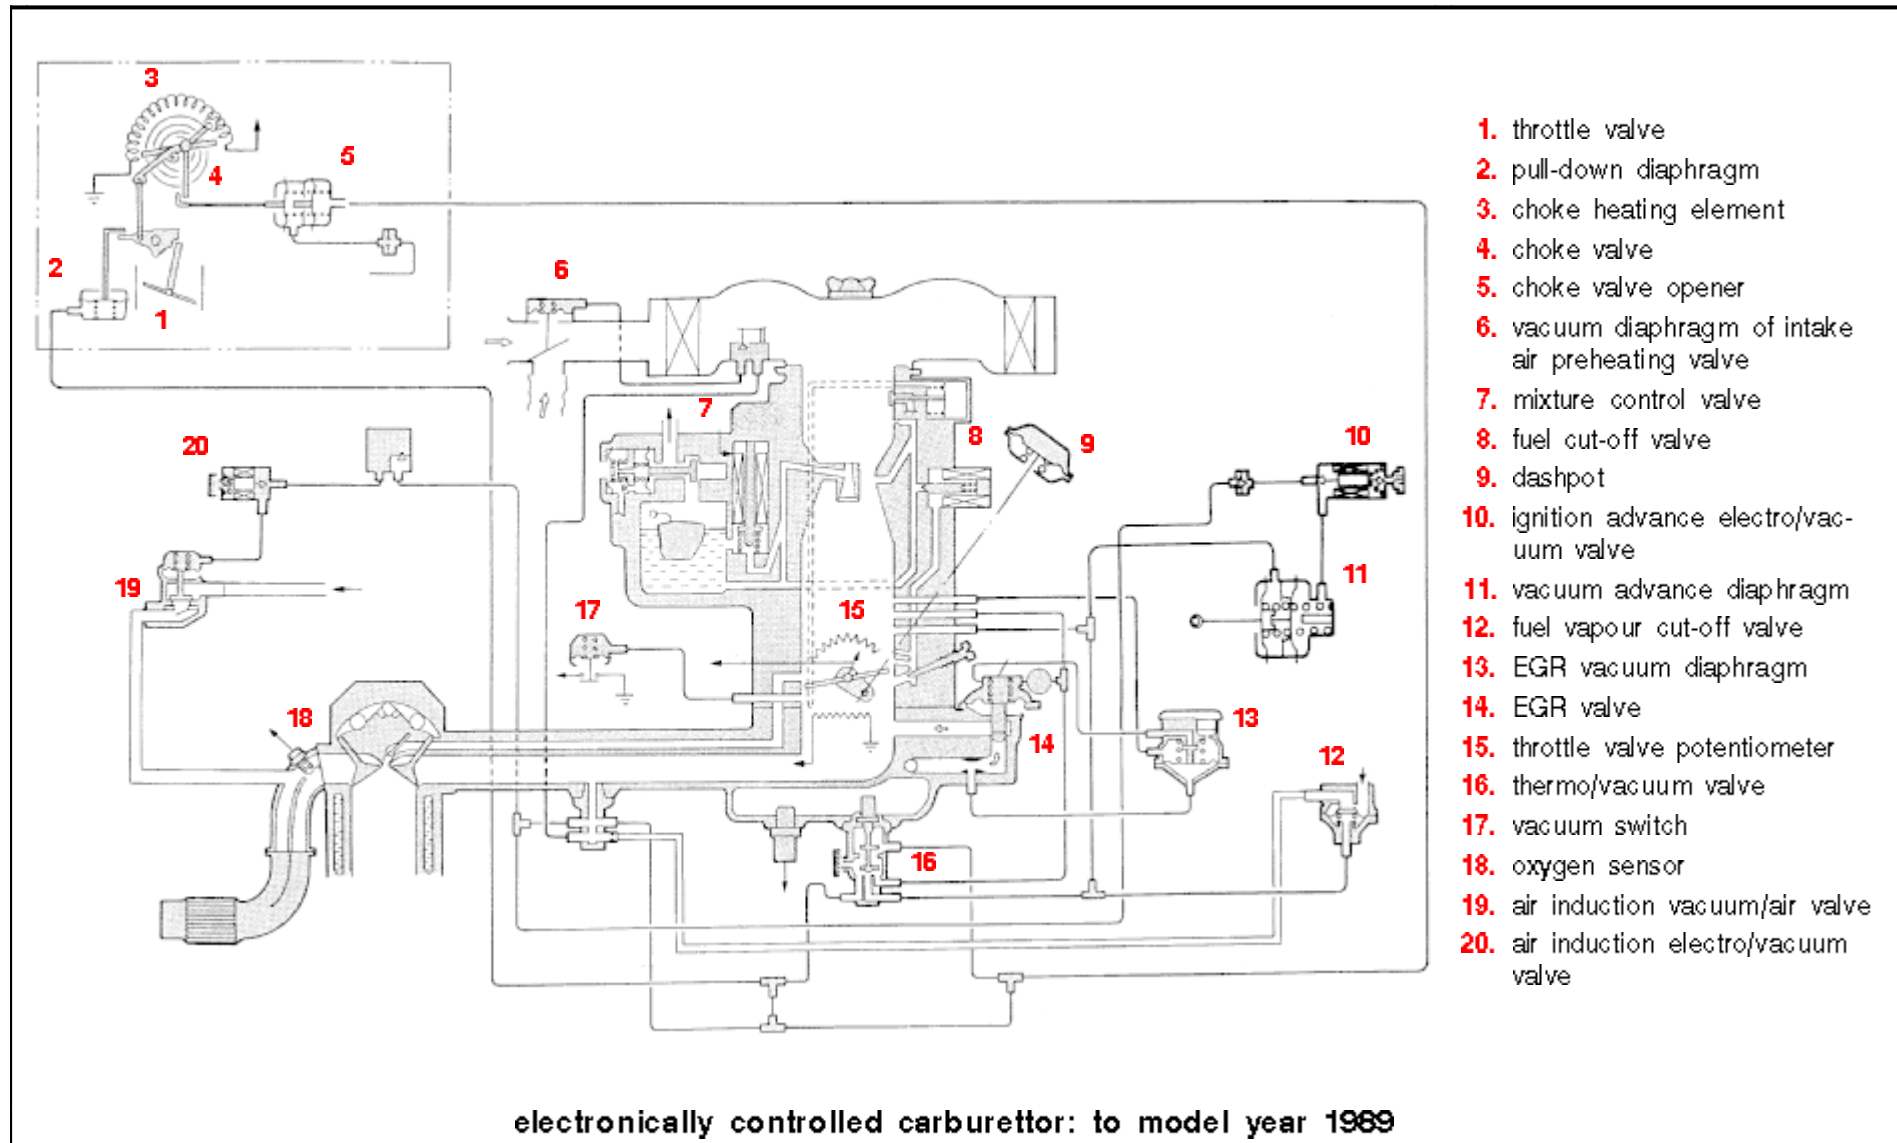 3
5
4
2
1
6
7
8
9
10
20
19
11
17
15
18
13
14
12
16
1. throttle valve
2. pull-down diaphragm
3. choke heating element
4. choke valve
5. choke valve opener
6. vacuum diaphragm of intake
air preheating valve
7. mixture control valve
8. fuel cut-off valve
9. dashpot
10. ignition advance electro/vac-
uum valve
11. vacuum advance diaphragm
12. fuel vapour cut-off valve
13. EGR vacuum diaphragm
14. EGR valve
15. throttle valve potentiometer
16. thermo/vacuum valve
17. vacuum switch
18. oxygen sensor
19. air induction vacuum/air valve
20. air induction electro/vacuum
valve
electronically controlled carburettor: to model year 1989